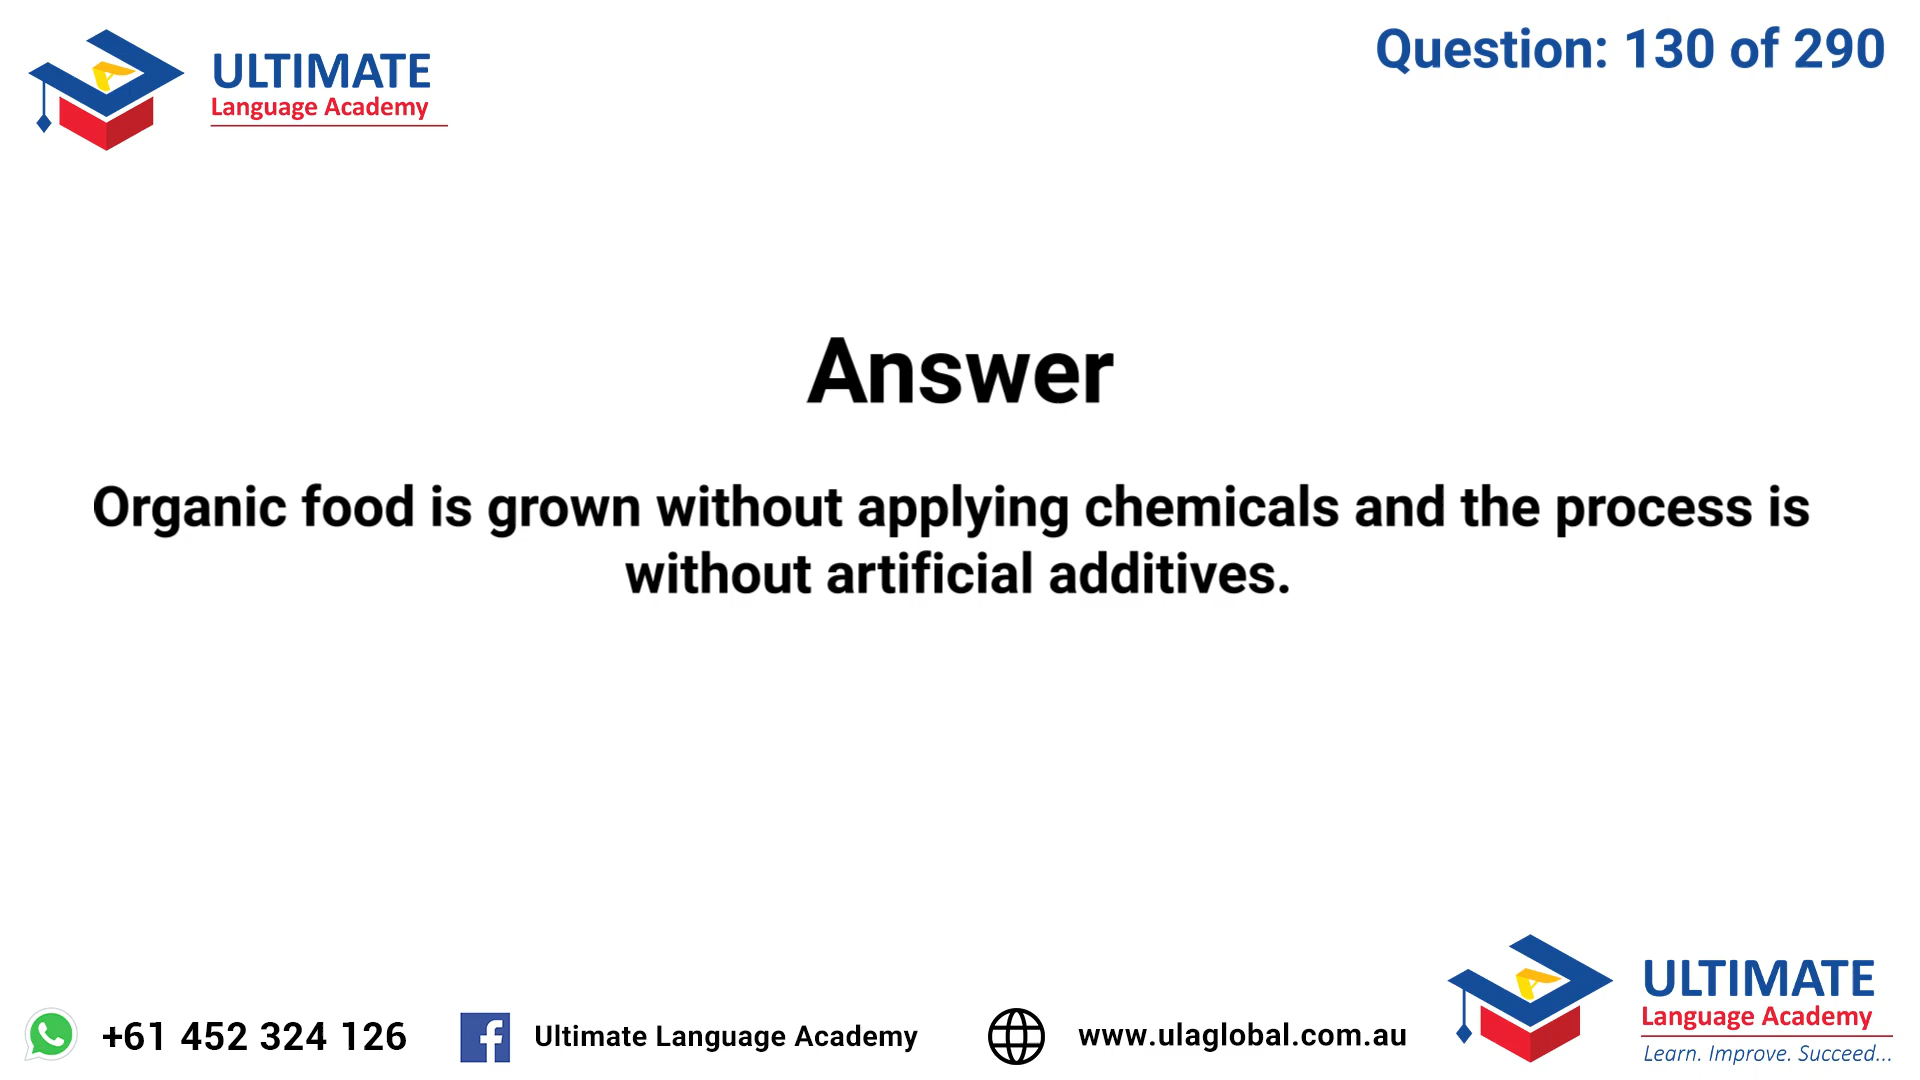 ULTIMATE
Language Academy
Question: 130 of 290
Answer
Organic food is grown without applying chemicals and the process is
without artificial additives.
+61 452 324 126
Ultimate Language Academy
www.ulaglobal.com.au
ULTIMATE
Language Academy
Learn. Improve. Succeed...